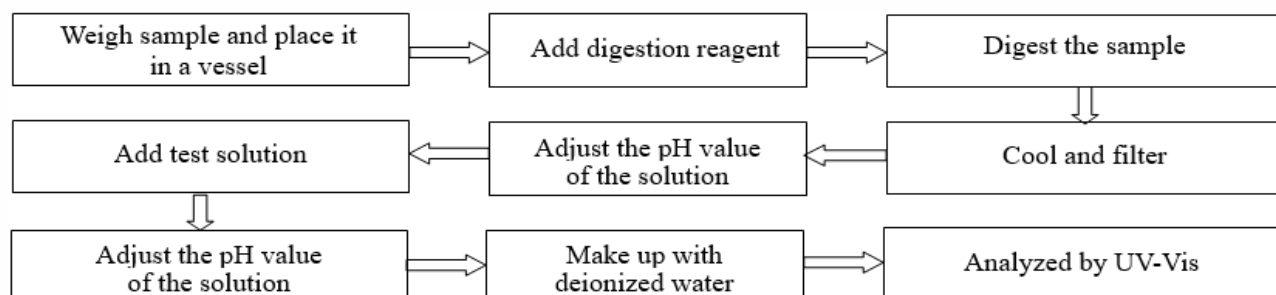 Weigh sample and place it
in a vessel
Add digestion reagent
Digest the sample
Cool and filter
Adjust the pH value
of the solution
Add test solution
Adjust the pH value
of the solution
Make up with
deionized water
Analyzed by UV-Vis